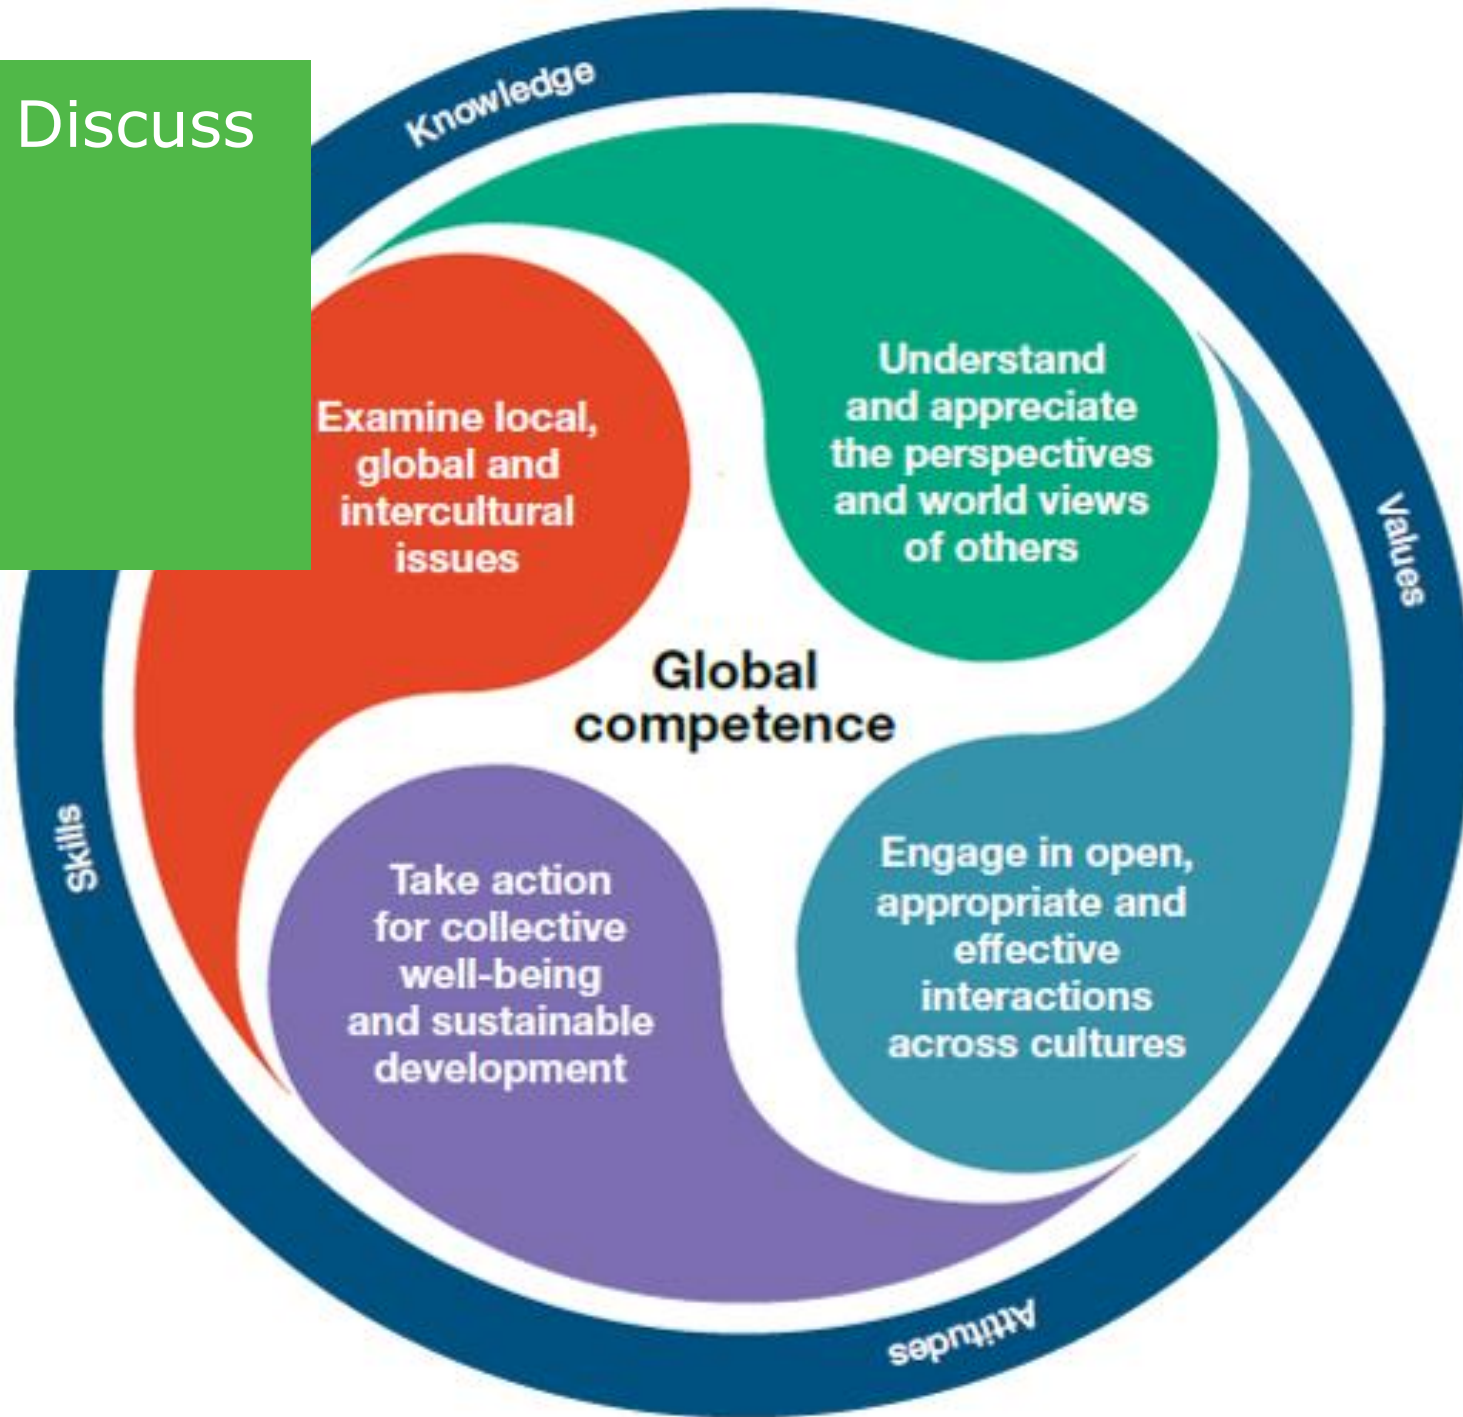 Discuss
Knowledge
Examine local,
global and
intercultural
issues
Understand
and appreciate
the perspectives
and world views
of others
Values
Global
competence
Skills
Take action
for collective
well-being
and sustainable
development
Engage in open,
appropriate and
effective
interactions
across cultures
Attitudes